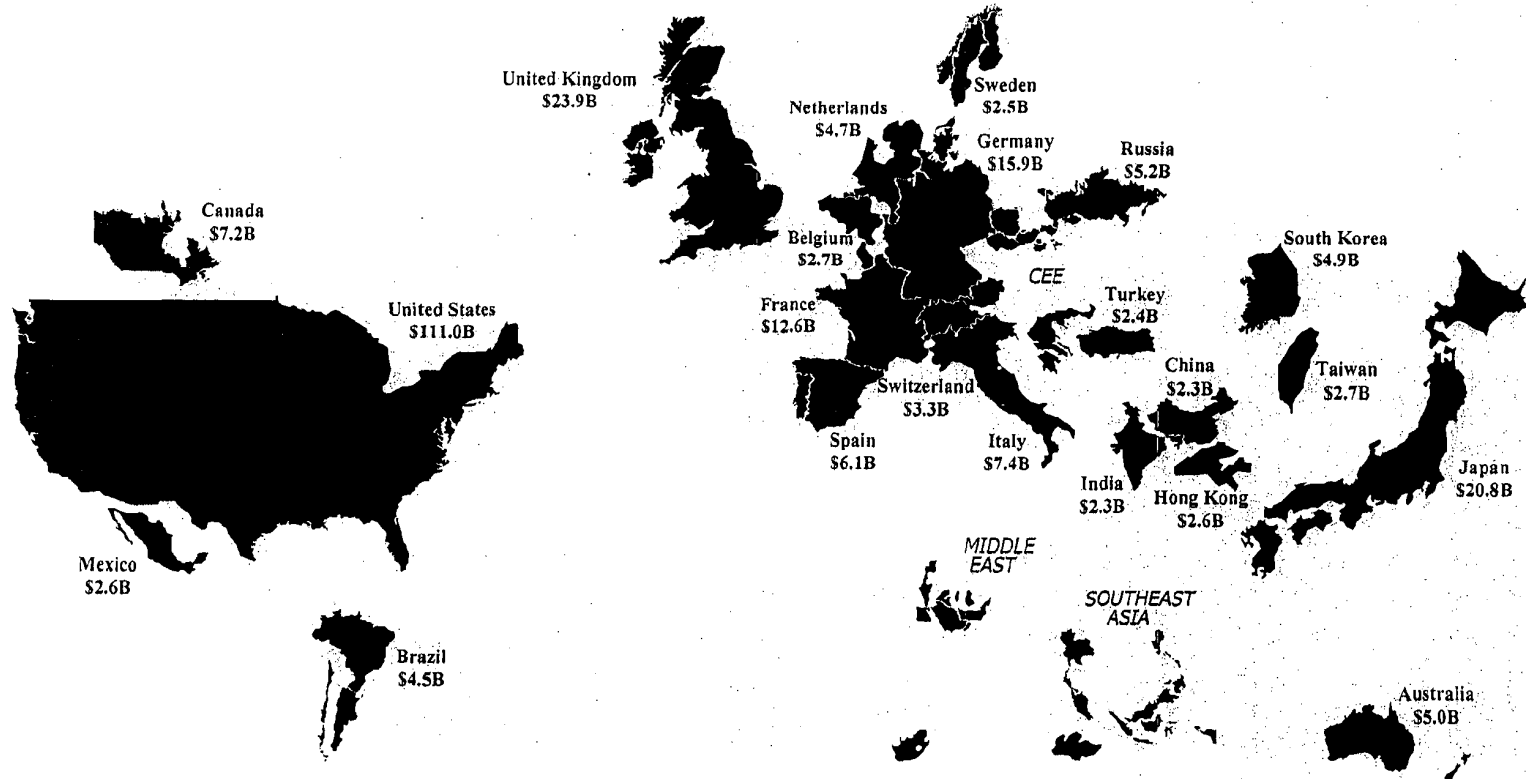 United Kingdom
$23.9B
Sweden
$2.5B
Netherlands
$4.7B
Germany
$15.9B
Russia
$5.2B
Canada
$7.2B
Belgium
$2.7B
CEE
South Korea
$4.9B
United States
$111.0B
France
$12.6B
Turkey
$2.4B
China
$2.3B
Taiwan
$2.7B
Switzerland
$3.3B
Spain
$6.1B
Italy
$7.4B
India
$2.3B
Hong Kong
$2.6B
Japan
$20.8B
Mexico
$2.6B
MIDDLE
EAST
SOUTHEAST
ASIA
Brazil
$4.5B
Australia
$5.0B